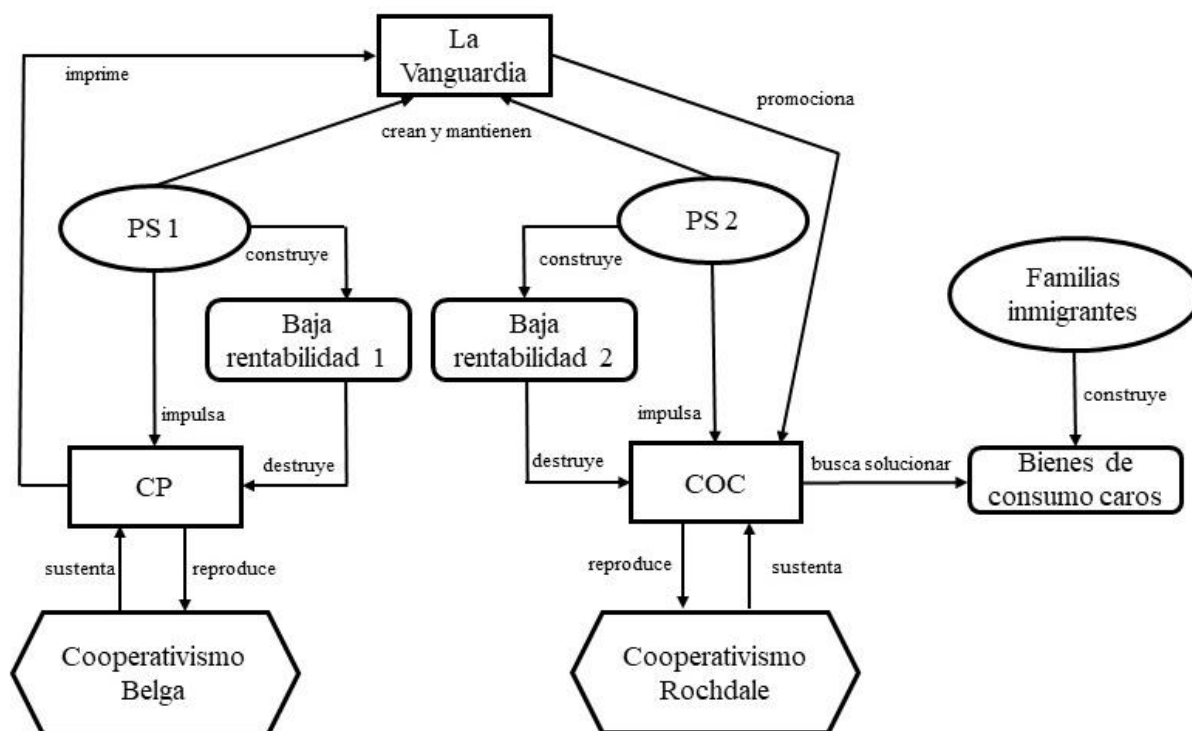 La
Vanguardia
imprime
promociona
crean y mantienen
PS 1
PS 2
construye
construye
Familias
inmigrantes
Baja
rentabilidad 1
Baja
rentabilidad 2
construye
impulsa
impulsa
destruye
destruye
busca solucionar
CP
COC
Bienes de
consumo caros
sustenta
reproduce
reproduce
sustenta
Cooperativismo
Belga
Cooperativismo
Rochdale